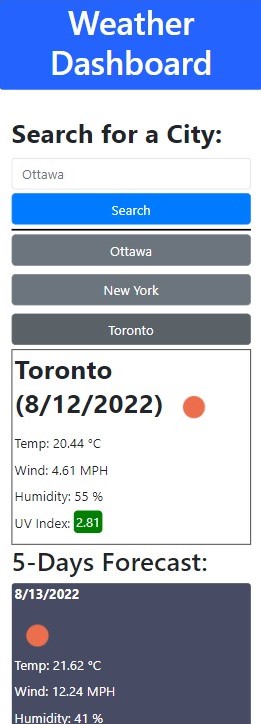 Weather
Dashboard
Search for a City:
Ottawa
Search
Ottawa
New York
Toronto
Toronto
(8/12/2022)
Temp: 20.44 °C
Wind: 4.61 MPH
Humidity: 55 %
UV Index: 2.81
5-Days Forecast:
8/13/2022
Temp: 21.62 °C
Wind: 12.24 MPH
Humidity: 41 %